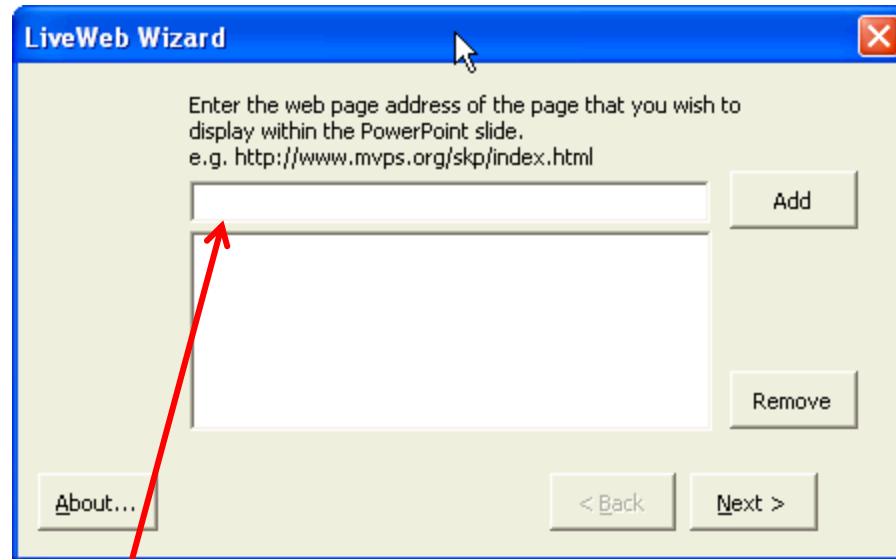 LiveWeb Wizard
Enter the web page address of the page that you wish to
display within the PowerPoint slide.
e.g. http://www.mvps.org/skp/index.html
Add
Remove
About...
< Back
Next >